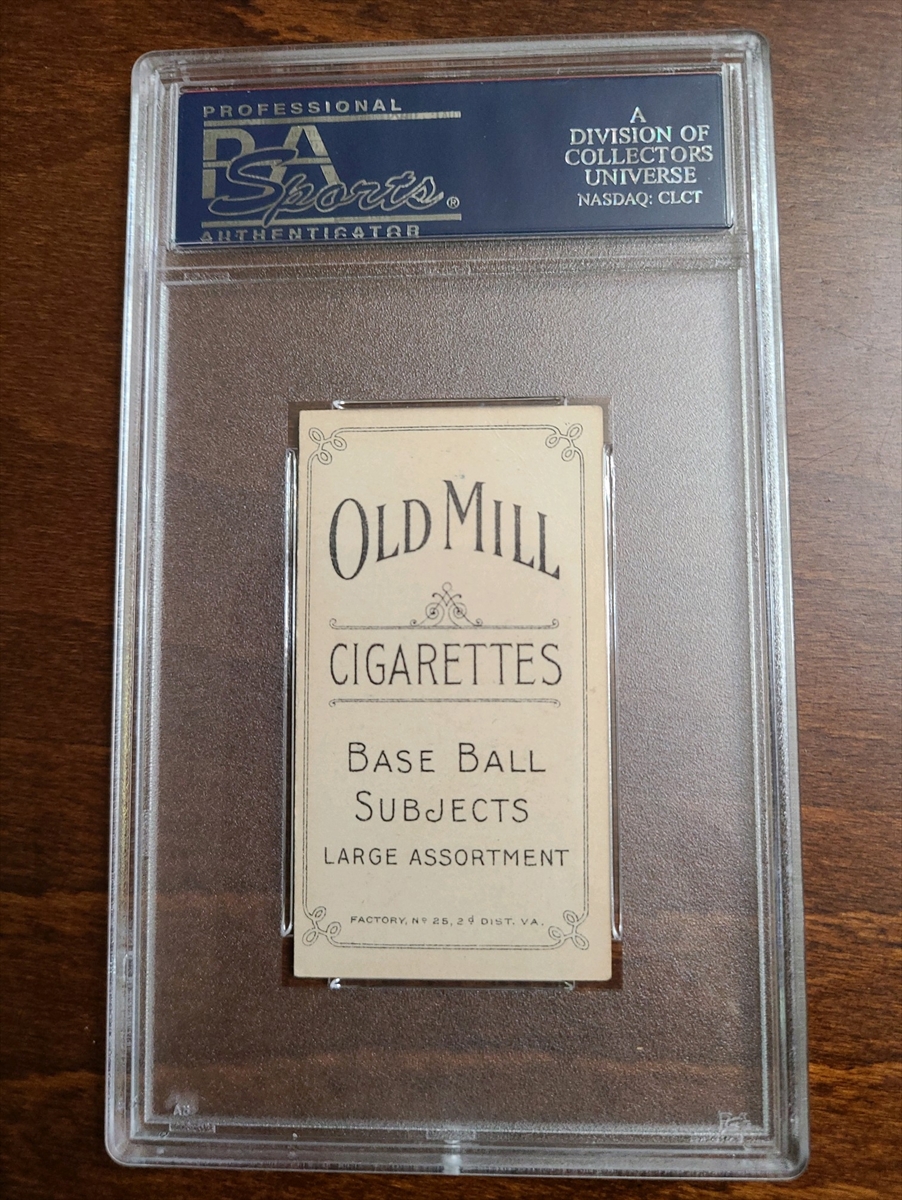 PROFESSIONAL
PSA
Sports®
AUTHENTICATOR
A
DIVISION OF
COLLECTORS
UNIVERSE
NASDAQ: CLCT
OLD MILL
CIGARETTES
BASE BALL
SUBJECTS
LARGE ASSORTMENT
FACTORY, Nº 25, 2d DIST. VA.